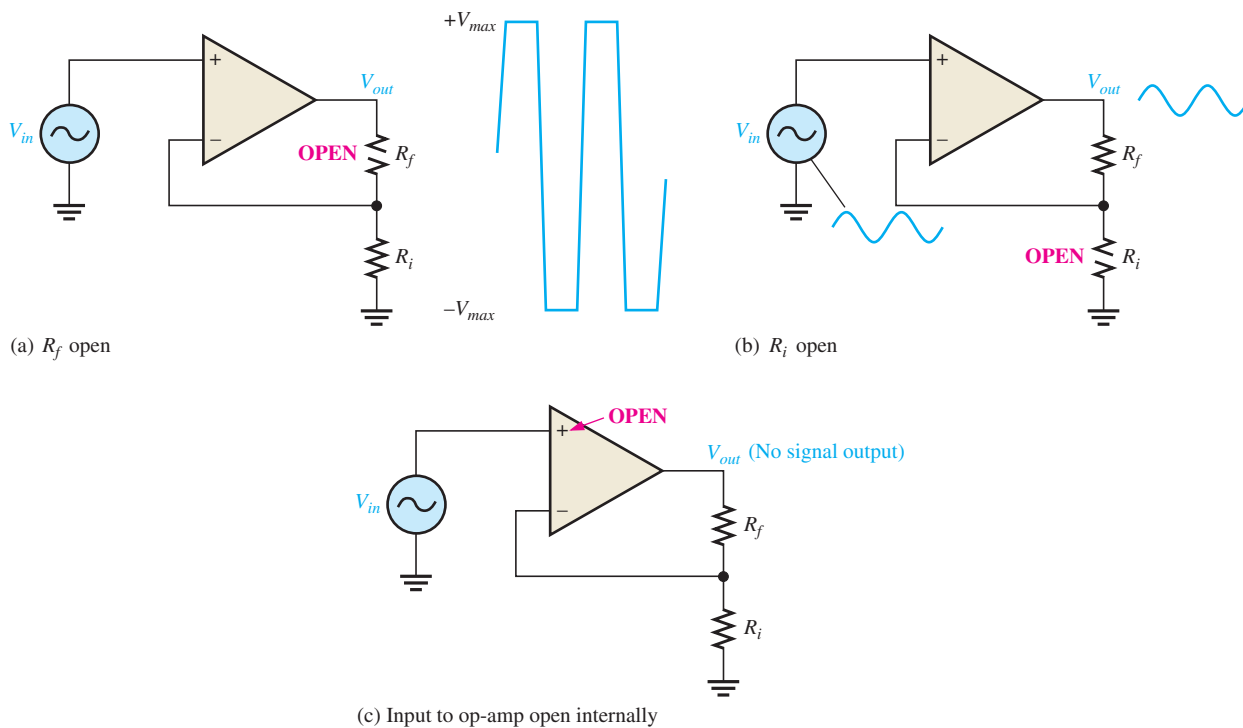 +
−
V_in
V_out
OPEN
R_f
R_i
(a) R_f open
+V_max
−V_max
+
−
V_in
V_out
R_f
OPEN
R_i
(b) R_i open
OPEN
+
−
V_in
V_out (No signal output)
R_f
R_i
(c) Input to op-amp open internally